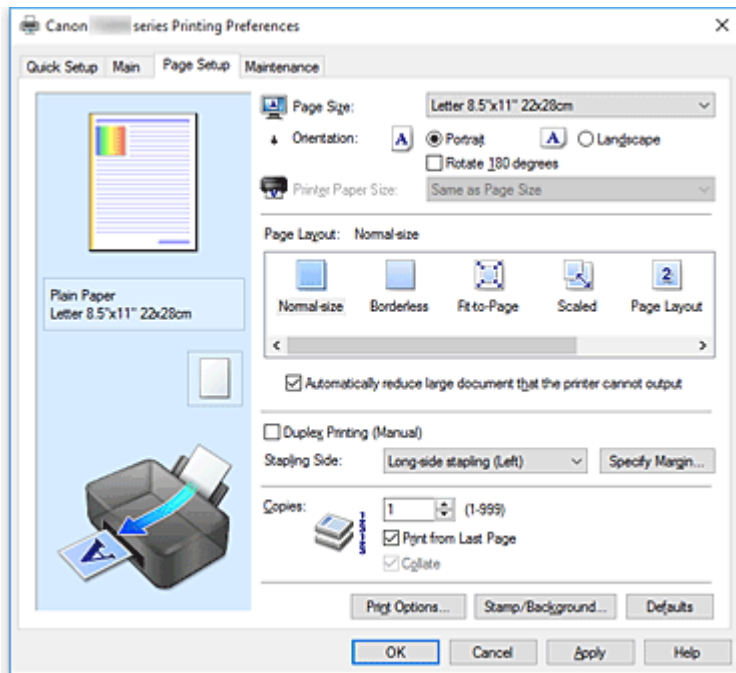 Canon series Printing Preferences
Quick Setup Main Page Setup Maintenance
Page Size: Letter 8.5"x11" 22x28cm
Orientation: A Portrait A Landscape
Rotate 180 degrees
Printer Paper Size: Same as Page Size
Page Layout: Normal-size
2
Normal-size Borderless Fit-to-Page Scaled Page Layout
Plain Paper
Letter 8.5"x11" 22x28cm
Automatically reduce large document that the printer cannot output
Duplex Printing (Manual)
Stapling Side: Long-side stapling (Left) Specify Margin...
Copies: 1 (1-999)
Print from Last Page
Collate
A
Print Options... Stamp/Background... Defaults
OK Cancel Apply Help